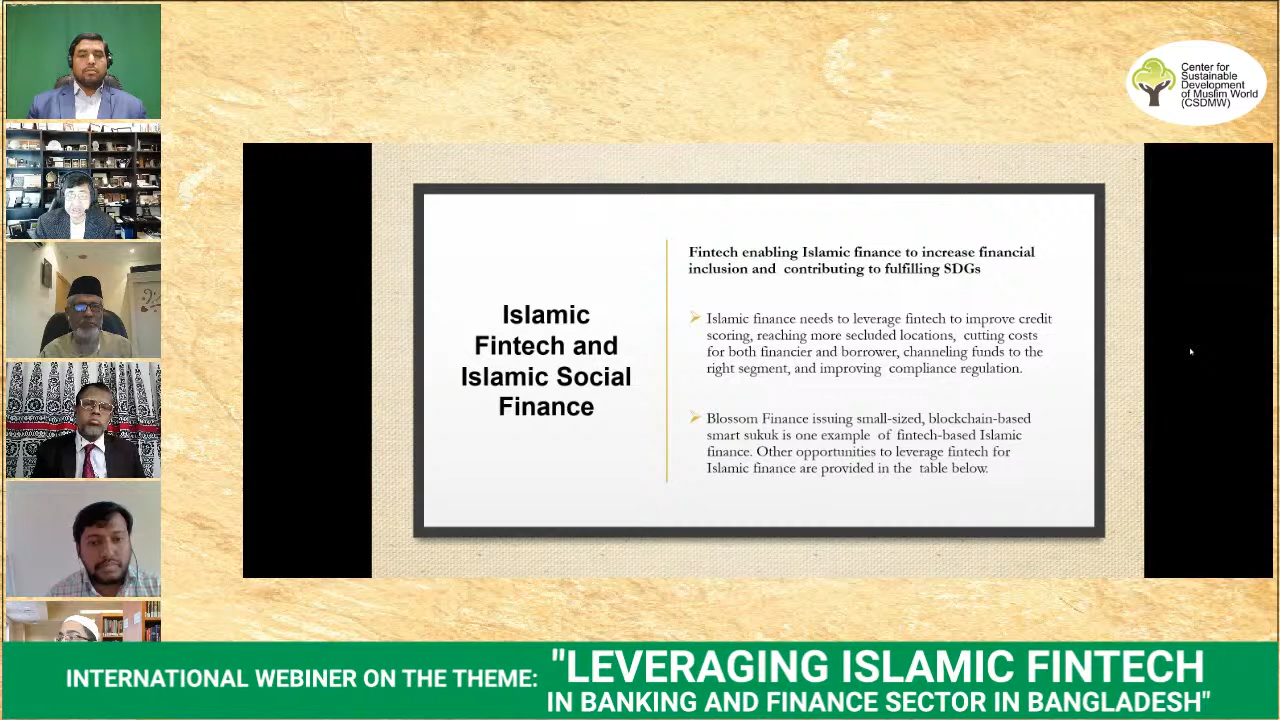 Center for
Sustainable
Development
of Muslim World
(CSDMW)
Islamic
Fintech and
Islamic Social
Finance
Fintech enabling Islamic finance to increase financial
inclusion and contributing to fulfilling SDGs
Islamic finance needs to leverage fintech to improve credit
scoring, reaching more secluded locations, cutting costs
for both financier and borrower, channeling funds to the
right segment, and improving compliance regulation.
Blossom Finance issuing small-sized, blockchain-based
smart sukuk is one example of fintech-based Islamic
finance. Other opportunities to leverage fintech for
Islamic finance are provided in the table below.
INTERNATIONAL WEBINER ON THE THEME:
"LEVERAGING ISLAMIC FINTECH
IN BANKING AND FINANCE SECTOR IN BANGLADESH"